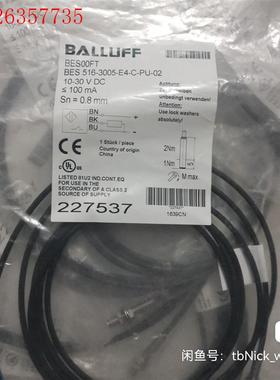 26357735
BALLUFF
BES00FT
BES 516-3005-E4-C-PU-02
10-30 V DC
≤ 100 mA
Sn = 0.8 mm
Achtung:
unbedingt verwenden!
Attention:
Use lock washers
absolutely!
BN
BK
BU
1 Stück / piece
Country of origin
China
2Nm
1Nm
M max
LISTED 81U2 IND.CONT.EQ
FOR USE IN THE
SECONDARY OF A CLASS 2
SOURCE OF SUPPLY
227537
1639CN
闲鱼号：tbNick_w